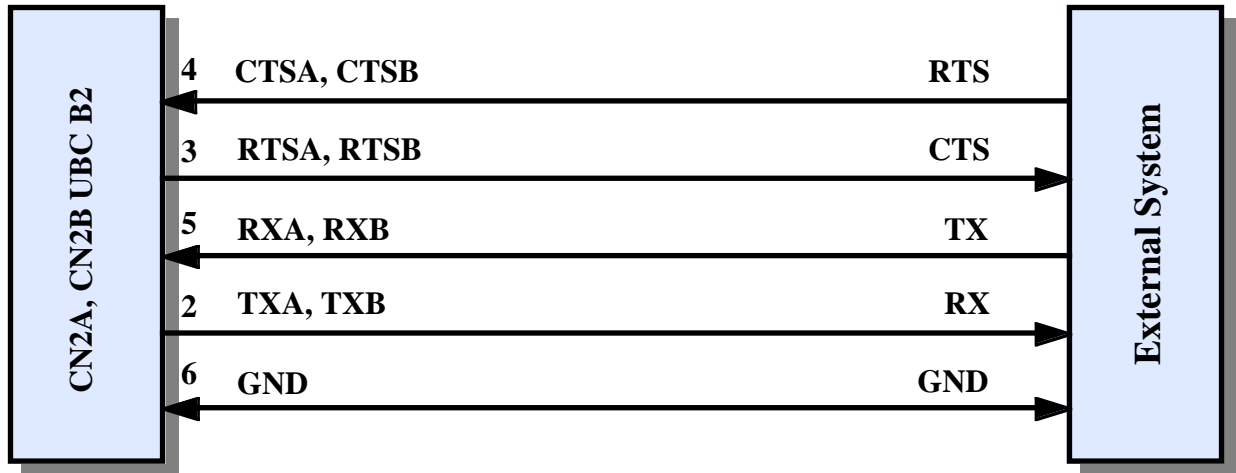 CN2A, CN2B UBC B2
4 CTSA, CTSB RTS
3 RTSA, RTSB CTS
5 RXA, RXB TX
2 TXA, TXB RX
6 GND GND
External System